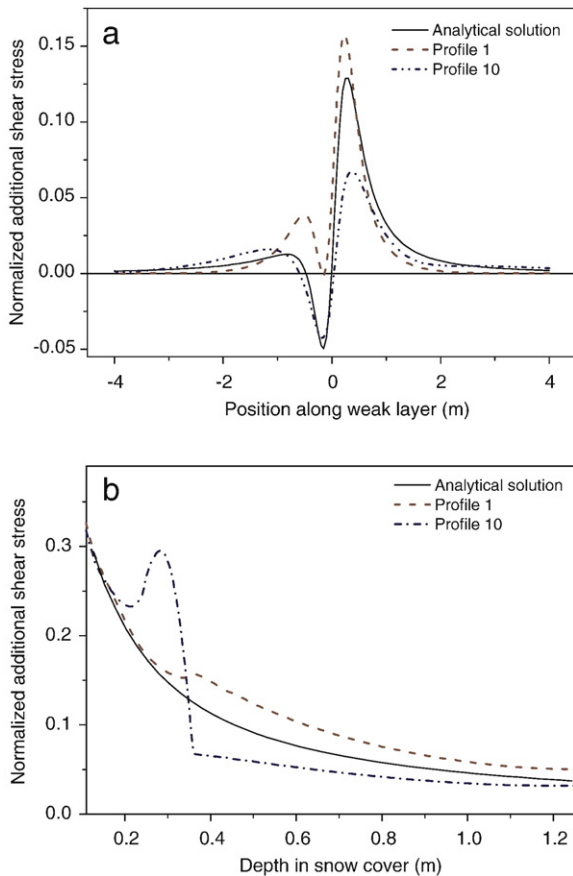 a
Analytical solution
Profile 1
Profile 10
Normalized additional shear stress
0.15
0.10
0.05
0.00
-0.05
-4
-2
0
2
4
Position along weak layer (m)
b
Analytical solution
Profile 1
Profile 10
Normalized additional shear stress
0.3
0.2
0.1
0.0
0.2
0.4
0.6
0.8
1.0
1.2
Depth in snow cover (m)